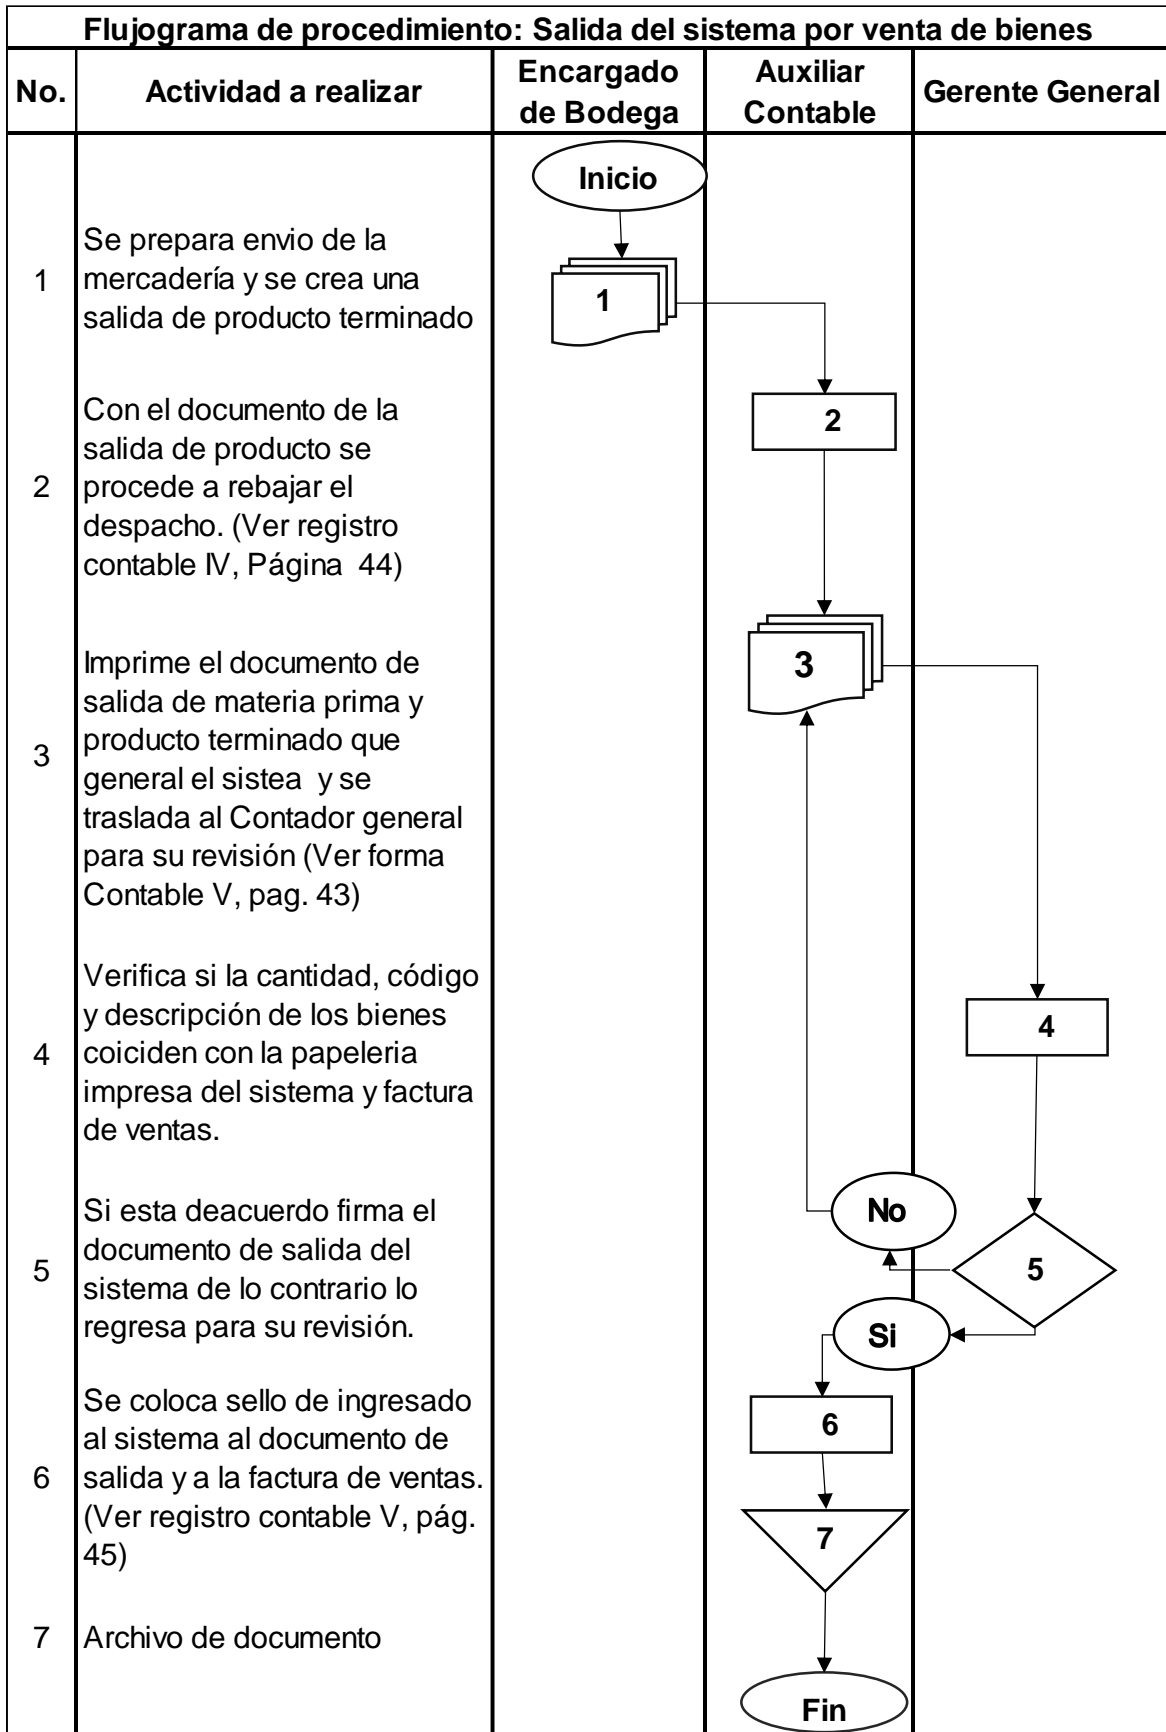 Flujograma de procedimiento: Salida del sistema por venta de bienes
No.
Actividad a realizar
Encargado
de Bodega
Auxiliar
Contable
Gerente General
Inicio
1
Se prepara envio de la
mercadería y se crea una
salida de producto terminado
1
2
Con el documento de la
salida de producto se
procede a rebajar el
despacho. (Ver registro
contable IV, Página 44)
2
3
Imprime el documento de
salida de materia prima y
producto terminado que
general el sistea y se
traslada al Contador general
para su revisión (Ver forma
Contable V, pag. 43)
3
4
Verifica si la cantidad, código
y descripción de los bienes
coiciden con la papeleria
impresa del sistema y factura
de ventas.
4
5
Si esta deacuerdo firma el
documento de salida del
sistema de lo contrario lo
regresa para su revisión.
No
5
Si
6
Se coloca sello de ingresado
al sistema al documento de
salida y a la factura de ventas.
(Ver registro contable V, pág.
45)
6
7
7
Archivo de documento
Fin